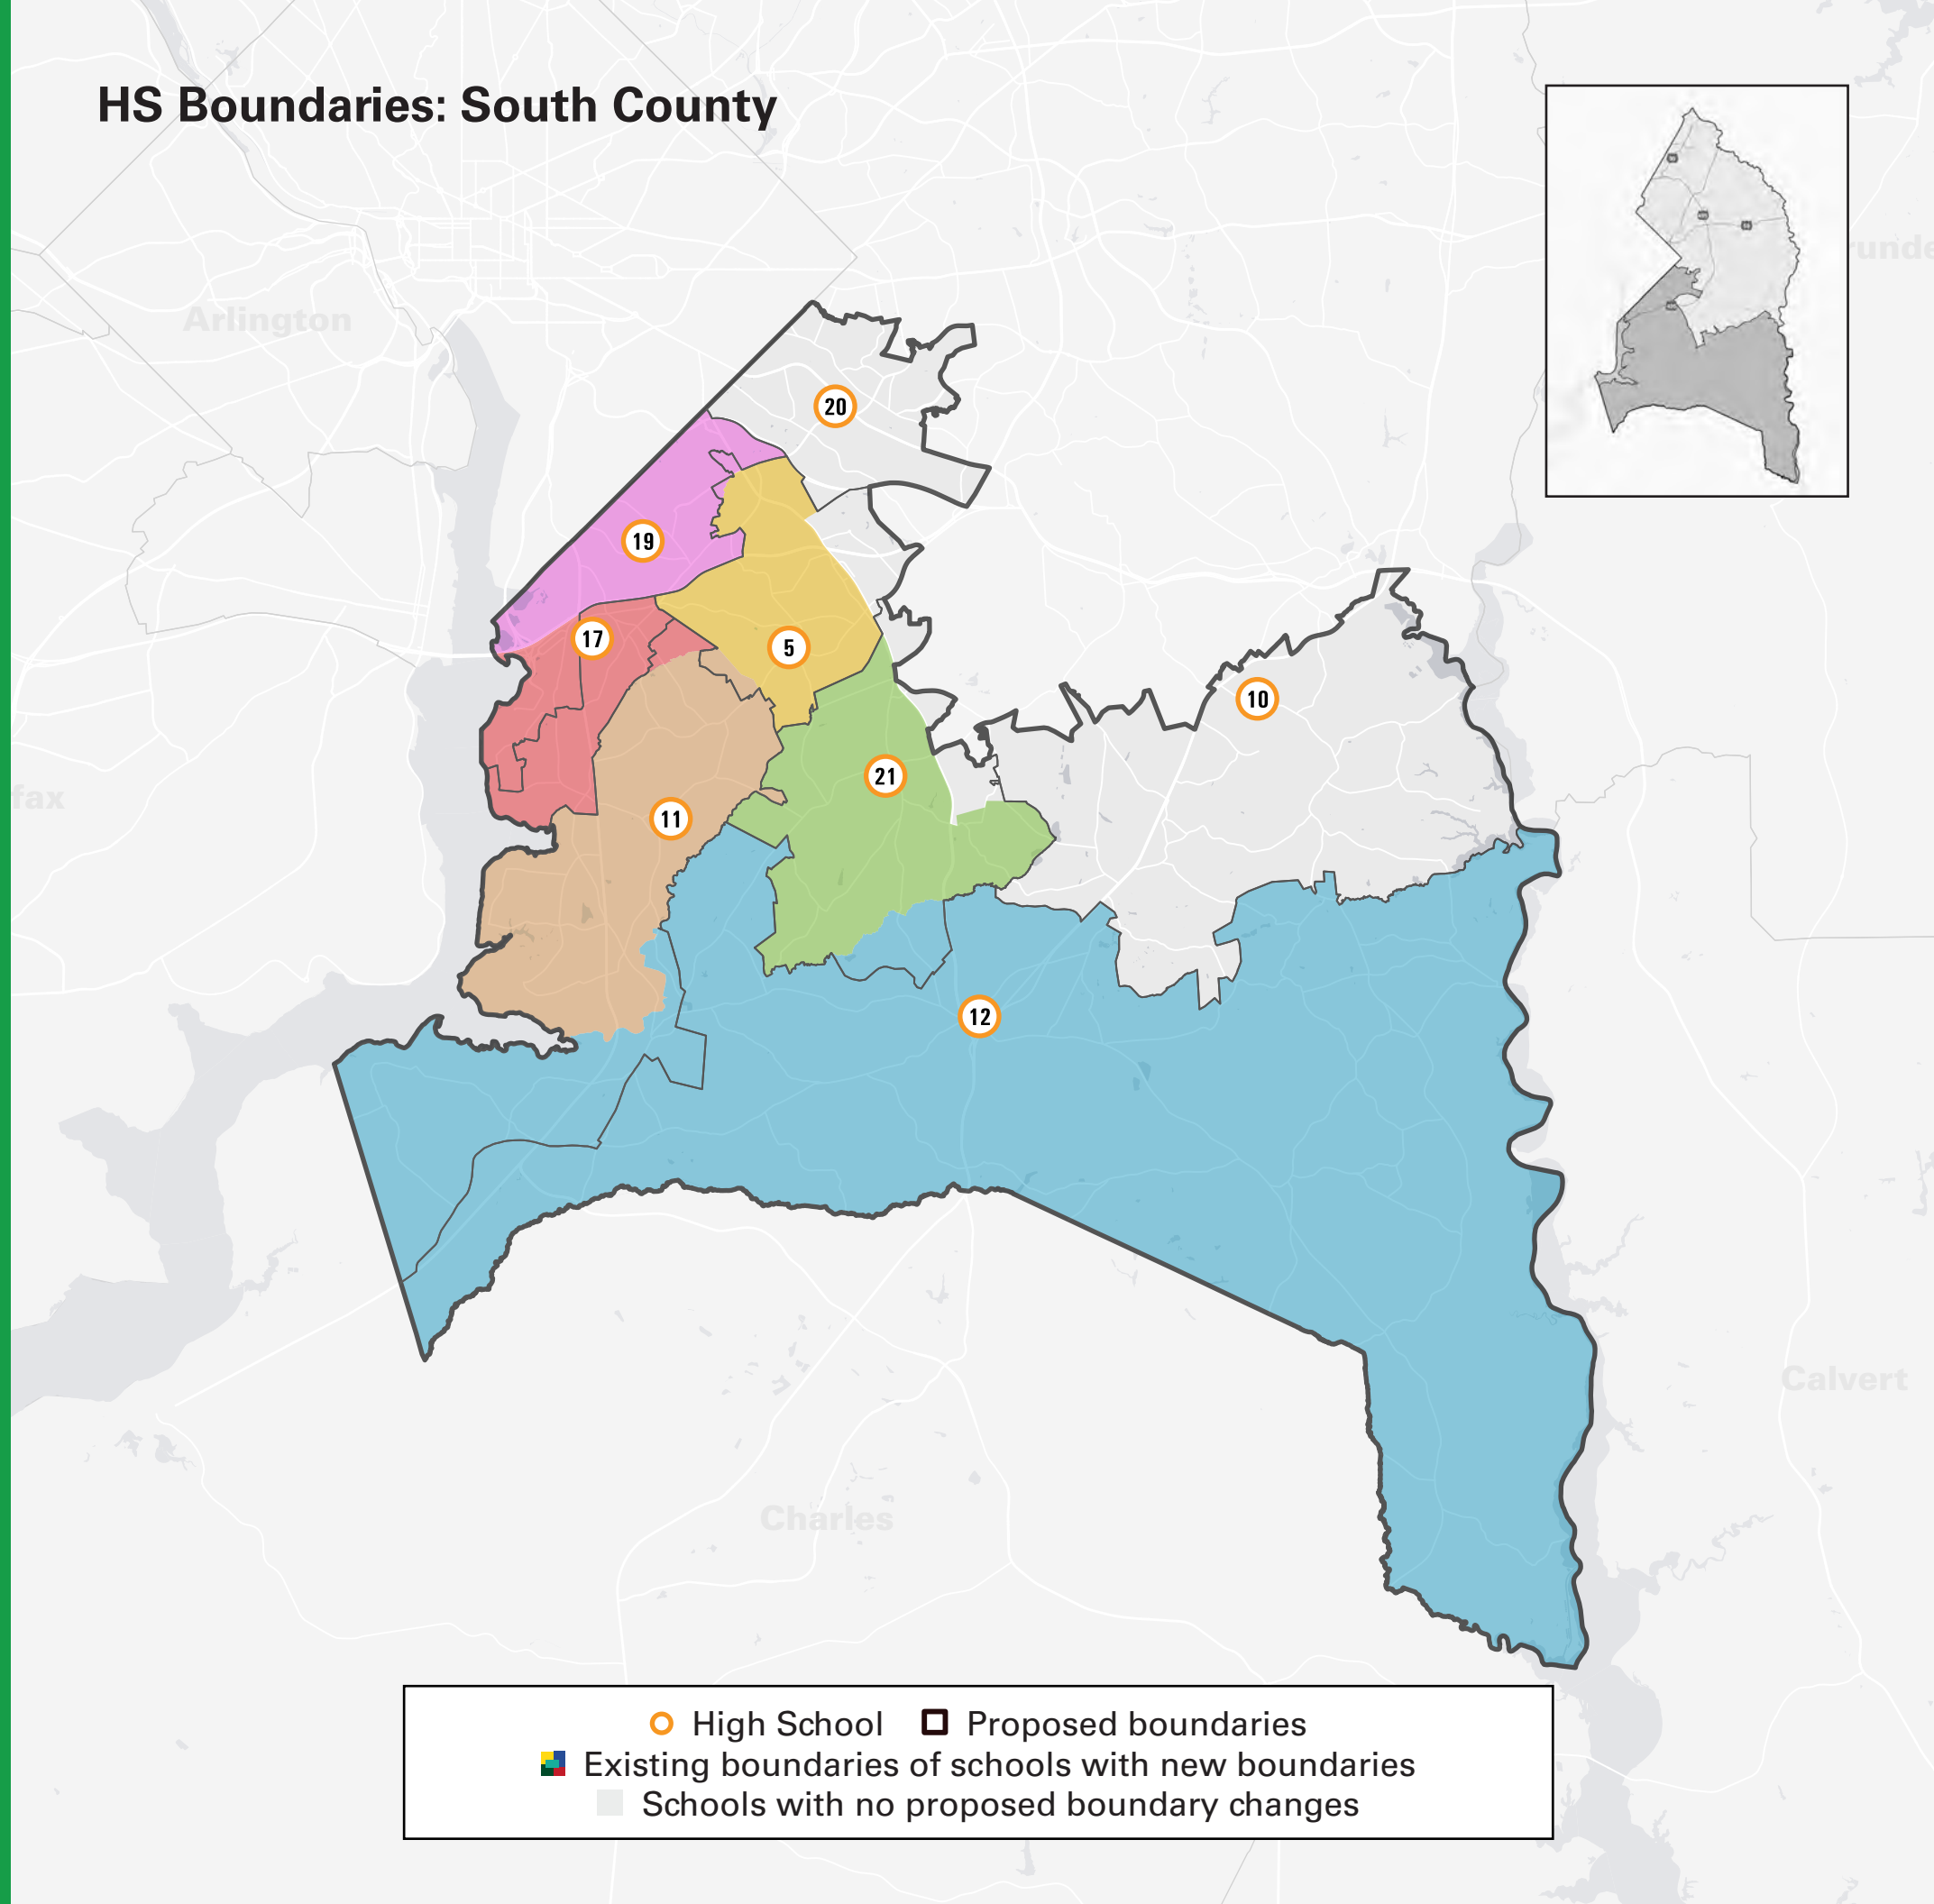 HS Boundaries: South County
Arlington
runde
20
19
17
5
10
21
11
fax
12
Calvert
Charles
High School
Proposed boundaries
Existing boundaries of schools with new boundaries
Schools with no proposed boundary changes